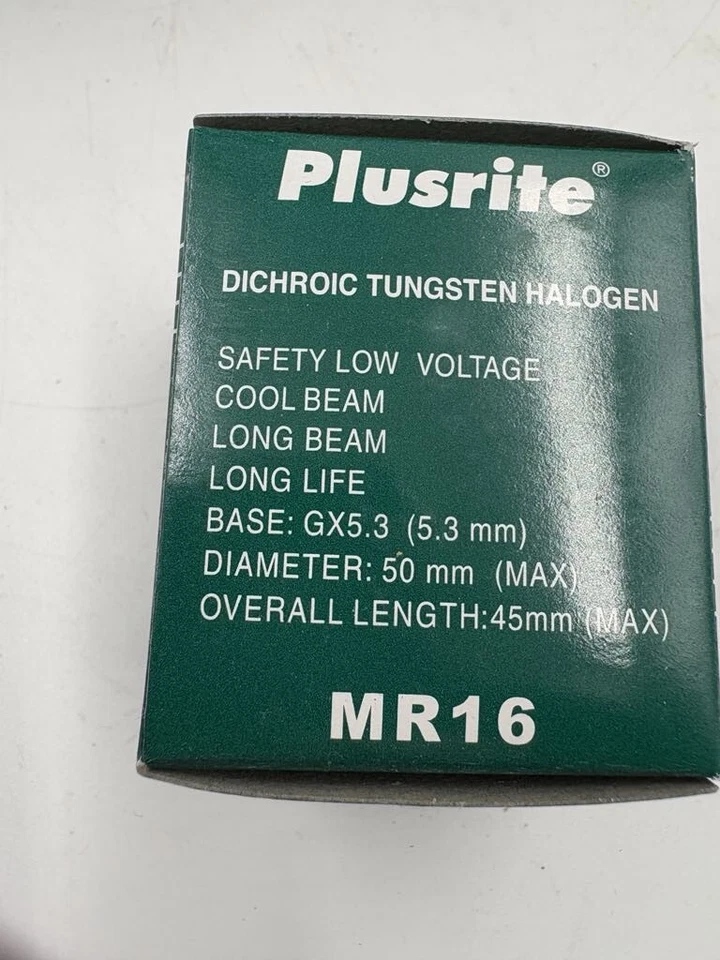 Plusrite®
DICHROIC TUNGSTEN HALOGEN
SAFETY LOW VOLTAGE
COOL BEAM
LONG BEAM
LONG LIFE
BASE: GX5.3 (5.3 mm)
DIAMETER: 50 mm (MAX)
OVERALL LENGTH:45mm (MAX)
MR16